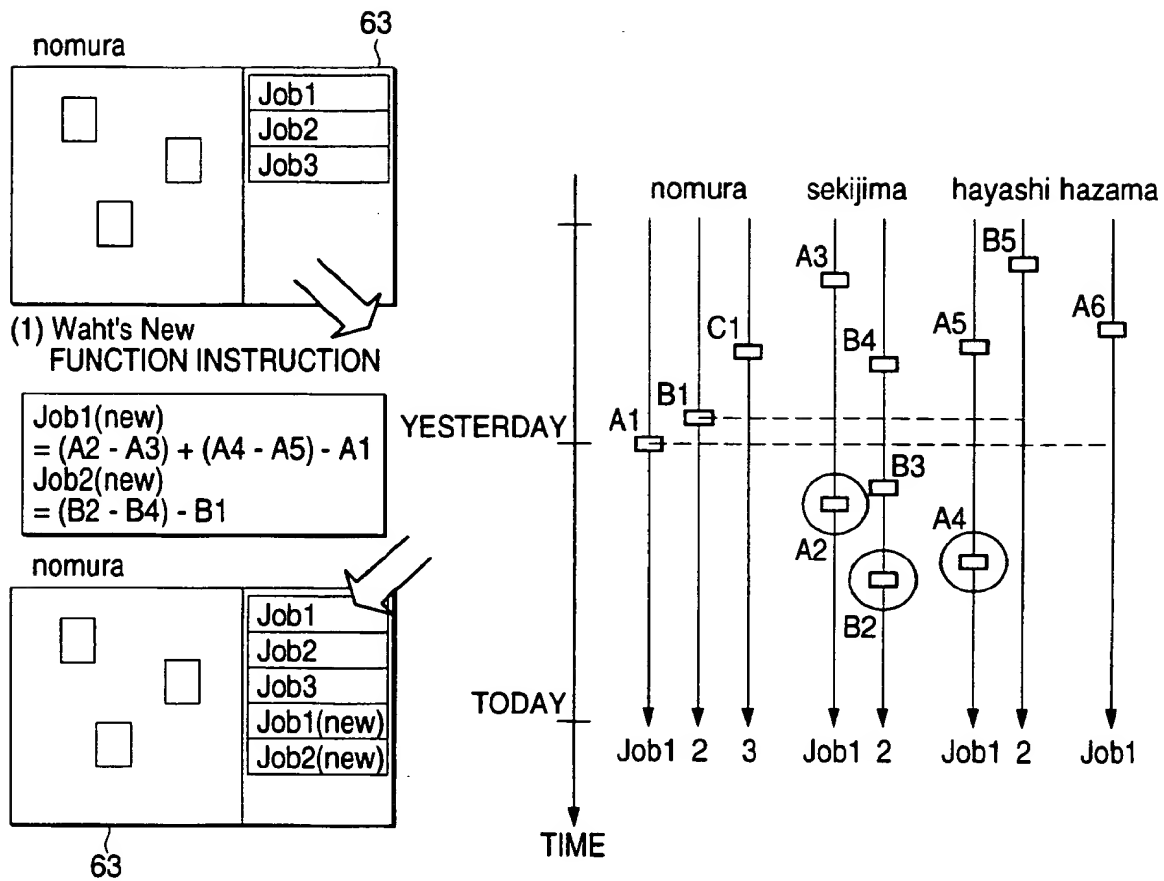 63
nomura
Job1
Job2
Job3
(1) Waht's New
FUNCTION INSTRUCTION
Job1(new)
= (A2 - A3) + (A4 - A5) - A1
Job2(new)
= (B2 - B4) - B1
nomura
Job1
Job2
Job3
Job1(new)
Job2(new)
63
nomura sekijima hayashi hazama
B5
A3
A6
C1
A5
B4
B1
A1
YESTERDAY
B3
A4
A2
B2
TODAY
Job1 2 3 Job1 2 Job1 2 Job1
TIME